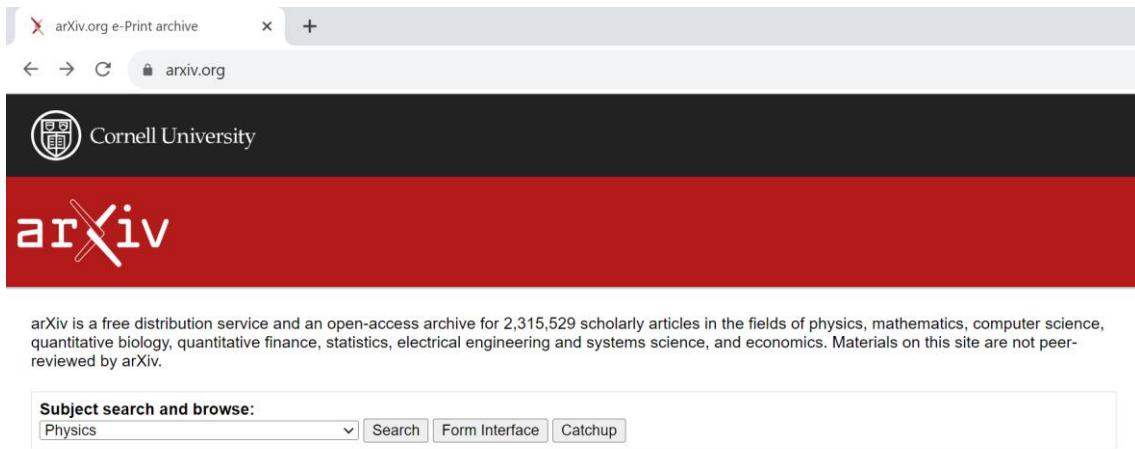 arXiv.org e-Print archive
arxiv.org
Cornell University
arXiv
arXiv is a free distribution service and an open-access archive for 2,315,529 scholarly articles in the fields of physics, mathematics, computer science,
quantitative biology, quantitative finance, statistics, electrical engineering and systems science, and economics. Materials on this site are not peer-
reviewed by arXiv.
Subject search and browse:
Physics Search Form Interface Catchup